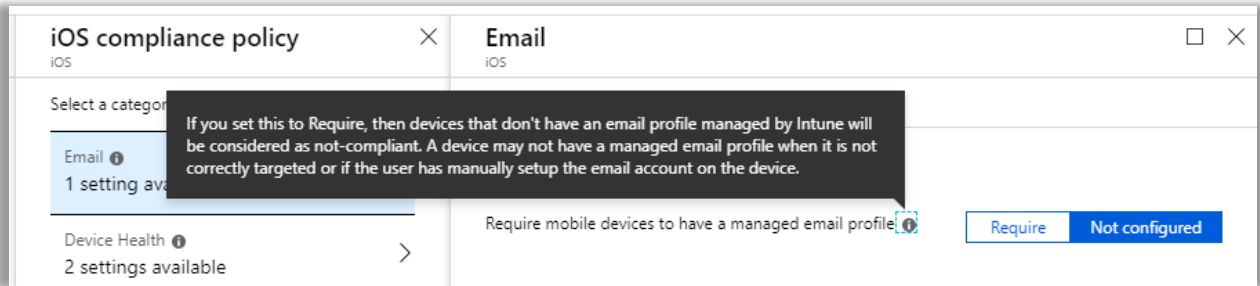 iOS compliance policy
iOS
Select a categor
Email
1 setting ava
Device Health
2 settings available
Email
iOS
If you set this to Require, then devices that don't have an email profile managed by Intune will
be considered as not-compliant. A device may not have a managed email profile when it is not
correctly targeted or if the user has manually setup the email account on the device.
Require mobile devices to have a managed email profile
Require
Not configured